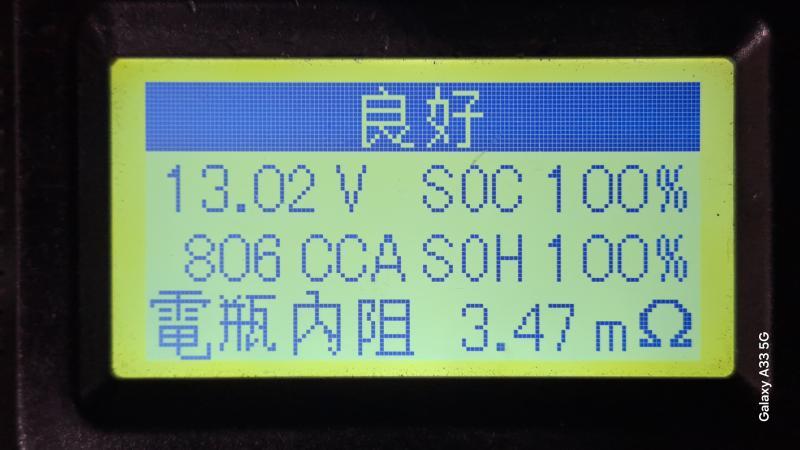 良好
13.02 V SOC 100%
806 CCA SOH 100%
電瓶內阻 3.47 mΩ
Galaxy A33 5G